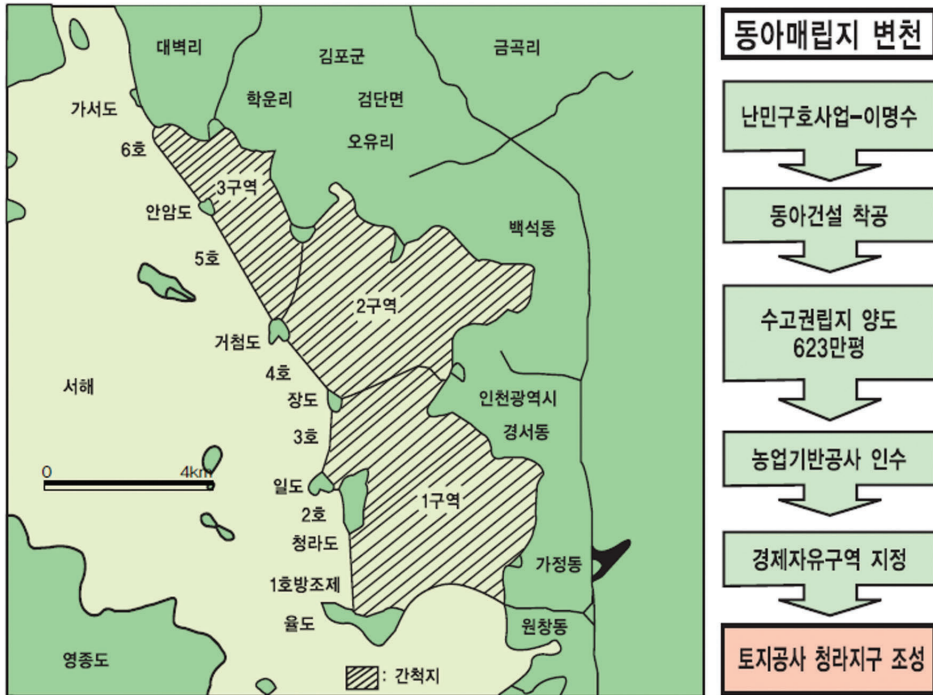 대벽리
김포군
금곡리
학운리
검단면
가서도
오유리
6호
3구역
안암도
백석동
5호
2구역
거첨도
4호
서해
인천광역시
장도
경서동
3호
0
4km
일도
1구역
2호
청라도
가정동
1호방조제
율도
원창동
영종도
: 간척지
동아매립지 변천
난민구호사업-이명수
동아건설 착공
수고권립지 양도
623만평
농업기반공사 인수
경제자유구역 지정
토지공사 청라지구 조성